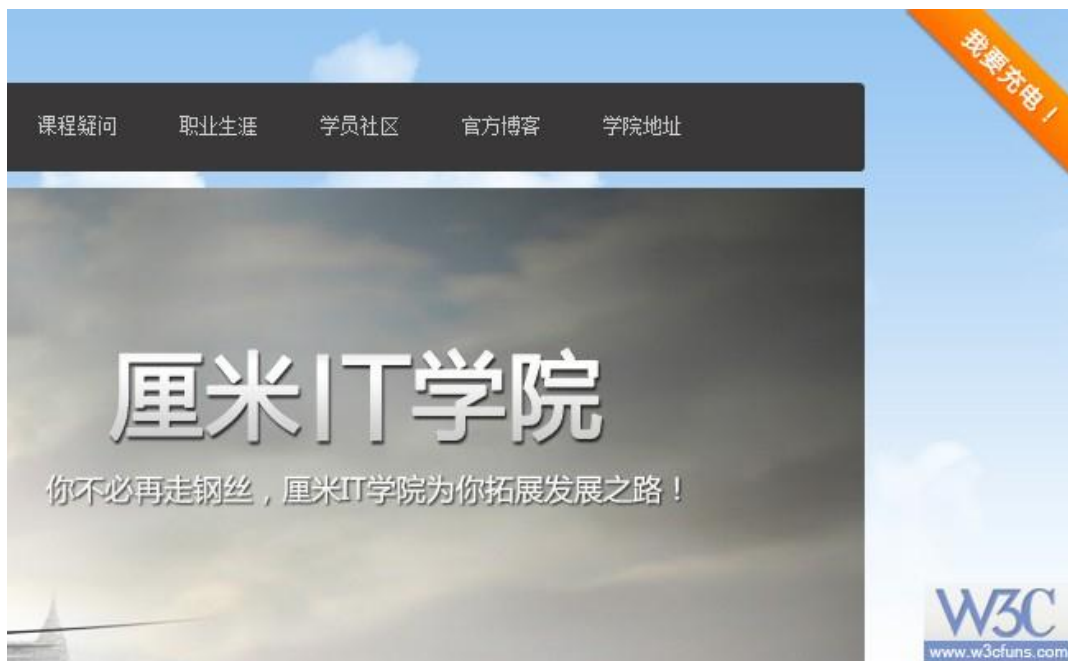 我要充电！
课程疑问 职业生涯 学员社区 官方博客 学院地址
厘米IT学院
你不必再走钢丝，厘米IT学院为你拓展发展之路！
W3C
www.w3cfuns.com